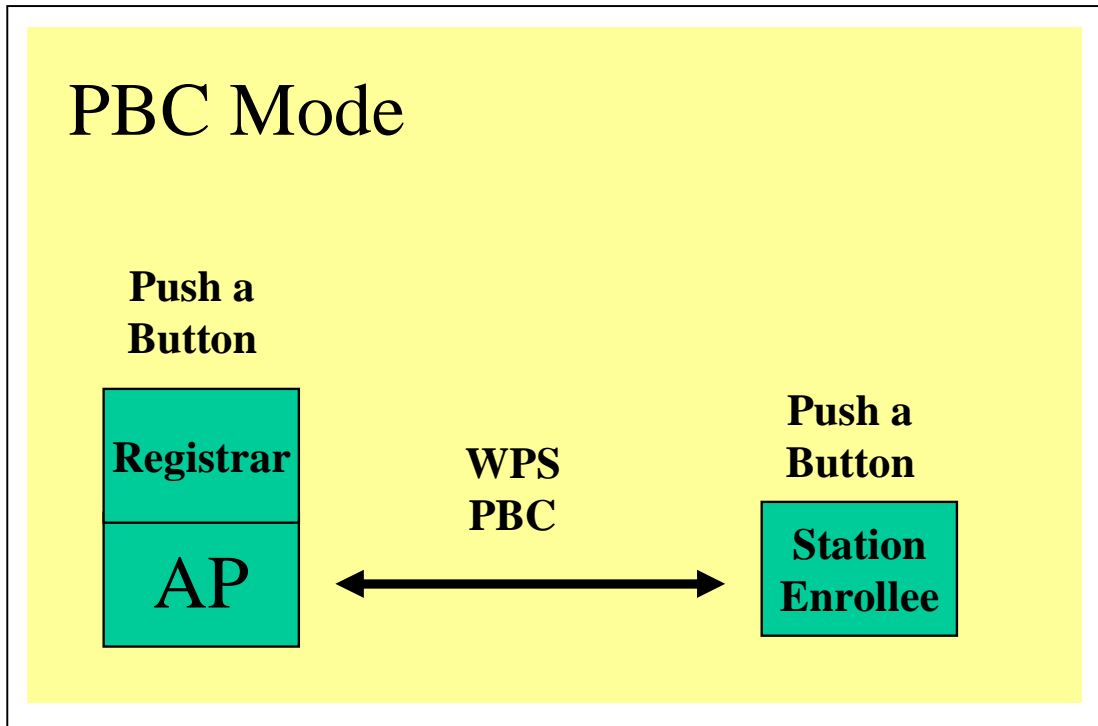 PBC Mode
Push a
Button
Registrar
AP
WPS
PBC
Push a
Button
Station
Enrollee